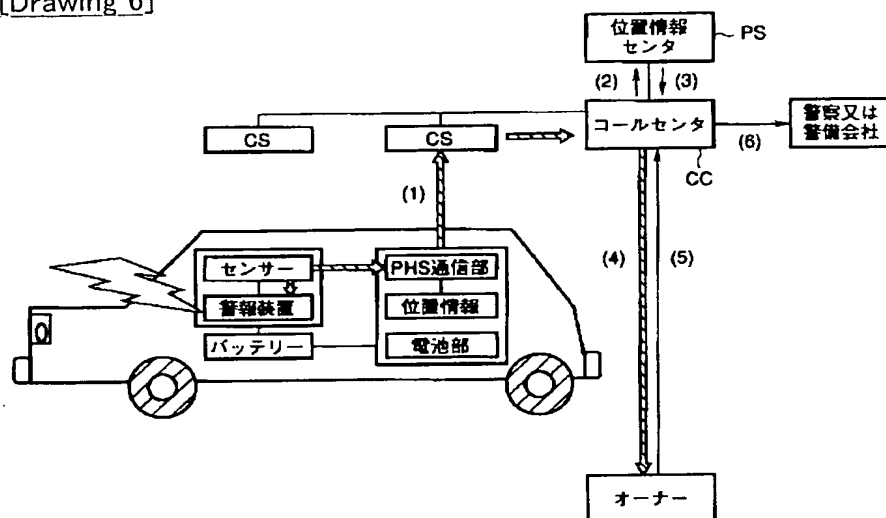 [Drawing 6]
位置情報
センタ
PS
(2)
(3)
CS
CS
コールセンタ
CC
(6)
警察又は
警備会社
(1)
(4)
(5)
センサー
警報装置
バッテリー
PHS通信部
位置情報
電池部
オーナー